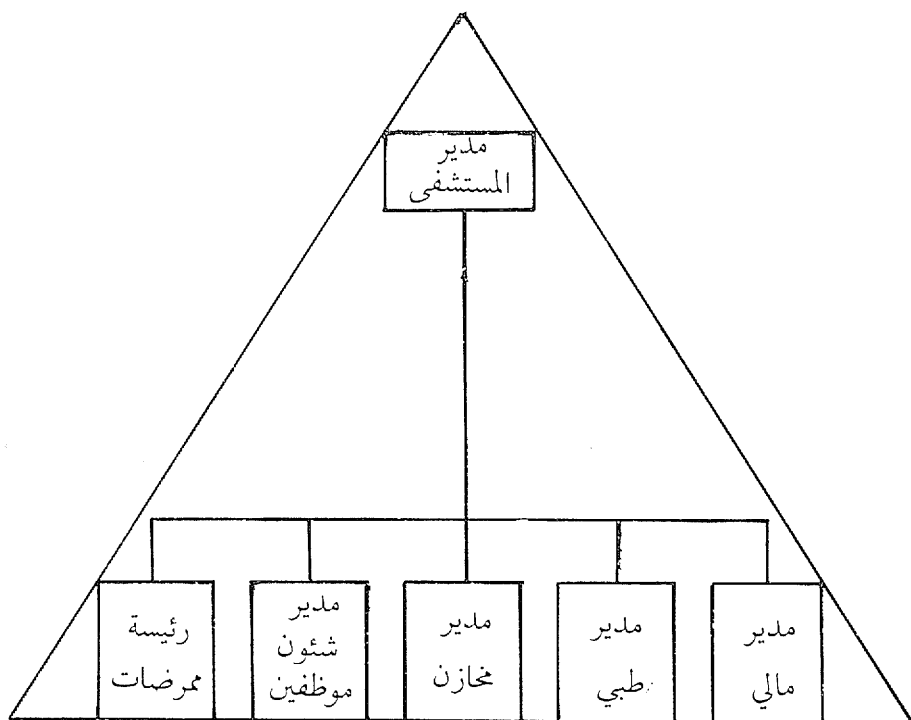 مدير
المستشفى
مدير
مالي
مدير
طبي
مدير
مخازن
مدير
شئون
موظفين
رئيسة
ممرضات